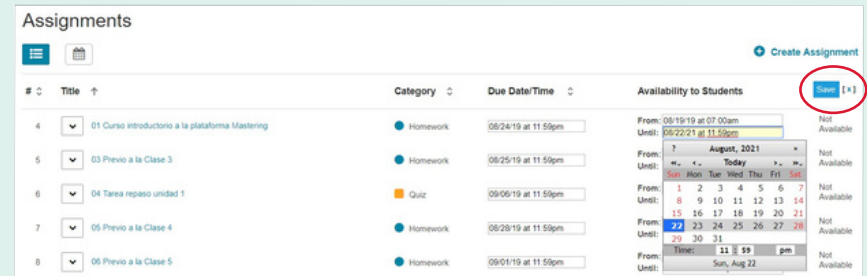 Assignments
Create Assignment
# Title Category Due Date/Time Availability to Students Save [x]
4 01 Curso introductorio a la plataforma Mastering Homework 08/24/19 at 11:59pm From: 08/19/19 at 07:00am Not Available
Until: 08/22/21 at 11:59pm
? August, 2021 ×
«. ‹. Today ›. ».
Sun Mon Tue Wed Thu Fri Sat
5 03 Previo a la Clase 3 Homework 08/25/19 at 11:59pm From: Not Available
Until:
1 2 3 4 5 6 7
6 04 Tarea repaso unidad 1 Quiz 09/06/19 at 11:59pm From: Not Available
Until: 8 9 10 11 12 13 14
15 16 17 18 19 20 21
7 05 Previo a la Clase 4 Homework 08/28/19 at 11:59pm From: Not Available
Until: 22 23 24 25 26 27 28
29 30 31
Time: 11 : 59 pm
8 06 Previo a la Clase 5 Homework 09/01/19 at 11:59pm From: Not Available
Until: Sun, Aug 22